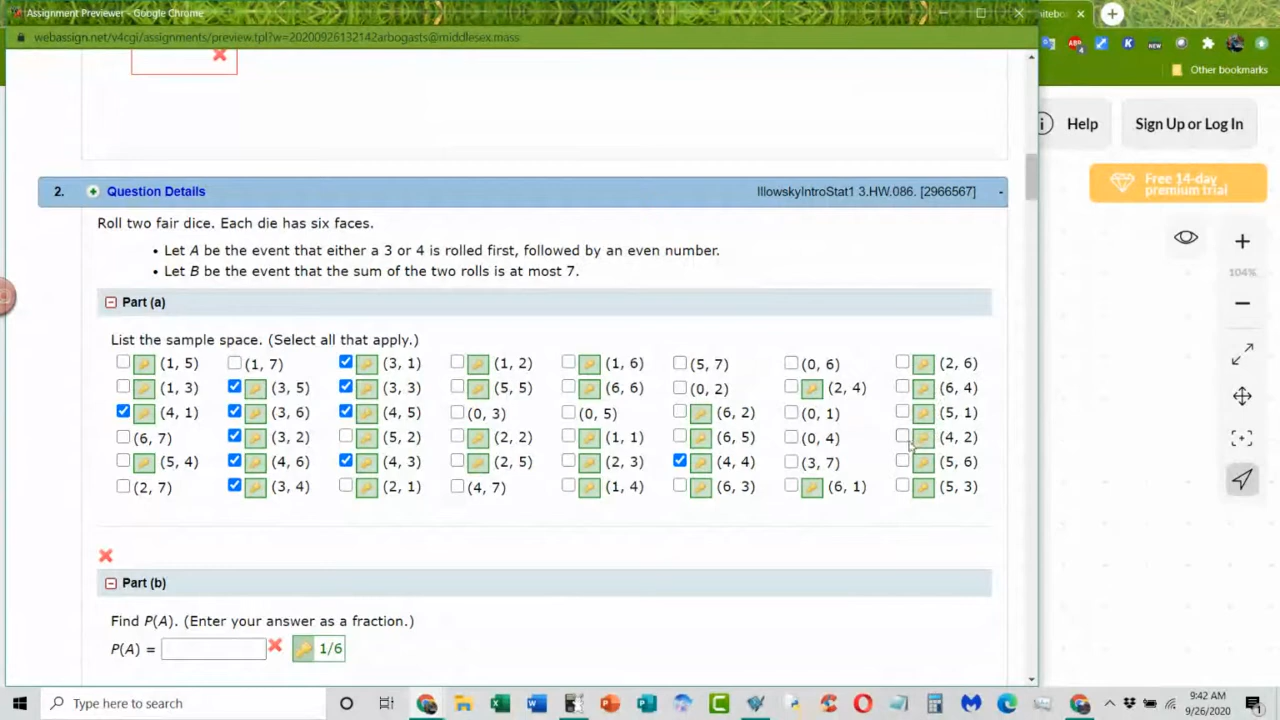 Assignment Previewer - Google Chrome
webassign.net/v4cgi/assignments/preview.tpl?w=20200926132142arbogasts@middlesex.mass
NEW
Other bookmarks
Help
Sign Up or Log In
Free 14-day
premium trial
104%
2. Question Details IllowskyIntroStat1 3.HW.086. [2966567] -
Roll two fair dice. Each die has six faces.
• Let A be the event that either a 3 or 4 is rolled first, followed by an even number.
• Let B be the event that the sum of the two rolls is at most 7.
Part (a)
List the sample space. (Select all that apply.)
(1, 5) (1, 7) (3, 1) (1, 2) (1, 6) (5, 7) (0, 6) (2, 6)
(1, 3) (3, 5) (3, 3) (5, 5) (6, 6) (0, 2) (2, 4) (6, 4)
(4, 1) (3, 6) (4, 5) (0, 3) (0, 5) (6, 2) (0, 1) (5, 1)
(6, 7) (3, 2) (5, 2) (2, 2) (1, 1) (6, 5) (0, 4) (4, 2)
(5, 4) (4, 6) (4, 3) (2, 5) (2, 3) (4, 4) (3, 7) (5, 6)
(2, 7) (3, 4) (2, 1) (4, 7) (1, 4) (6, 3) (6, 1) (5, 3)
Part (b)
Find P(A). (Enter your answer as a fraction.)
P(A) = 1/6
Type here to search
9:42 AM
9/26/2020